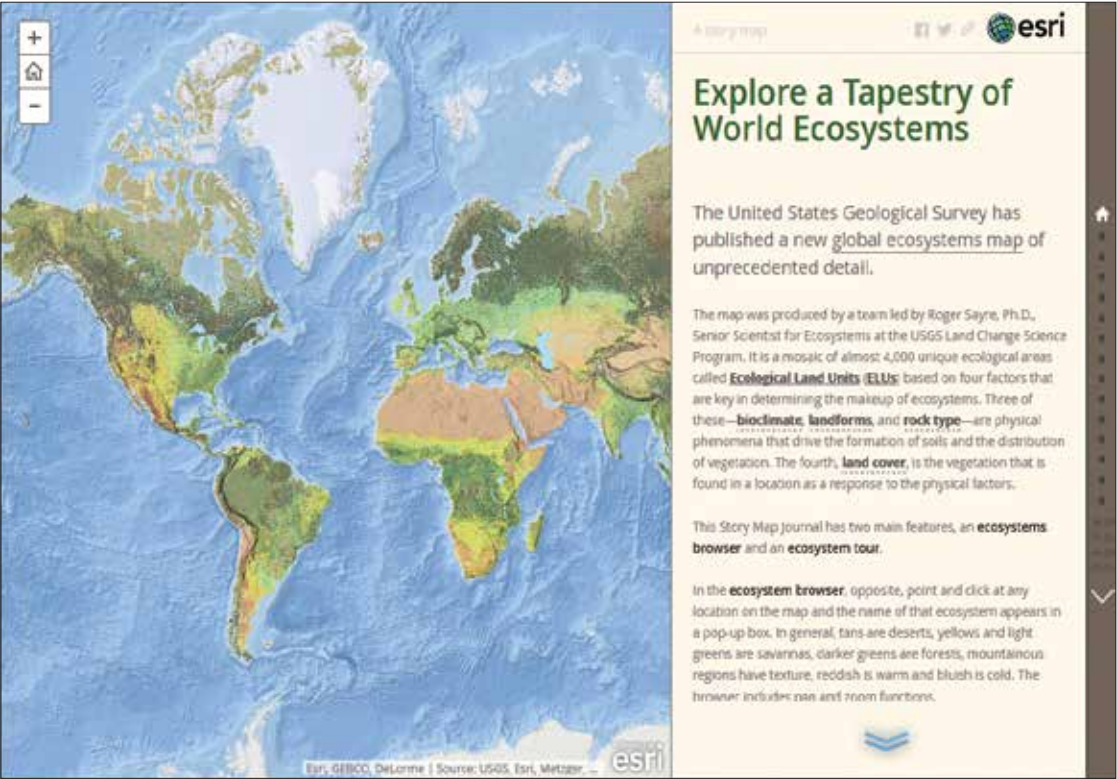 +
−
A story map
esri
Explore a Tapestry of
World Ecosystems
The United States Geological Survey has
published a new global ecosystems map of
unprecedented detail.
The map was produced by a team led by Roger Sayre, Ph.D.,
Senior Scientist for Ecosystems at the USGS Land Change Science
Program. It is a mosaic of almost 4,000 unique ecological areas
called Ecological Land Units (ELUs) based on four factors that
are key in determining the makeup of ecosystems. Three of
these—bioclimate, landforms, and rock type—are physical
phenomena that drive the formation of soils and the distribution
of vegetation. The fourth, land cover, is the vegetation that is
found in a location as a response to the physical factors.
This Story Map Journal has two main features, an ecosystems
browser and an ecosystem tour.
In the ecosystem browser, opposite, point and click at any
location on the map and the name of that ecosystem appears in
a pop-up box. In general, tans are deserts, yellows and light
greens are savannas, darker greens are forests, mountainous
regions have texture, reddish is warm and bluish is cold. The
browser includes pan and zoom functions.
Esri, GEBCO, DeLorme | Source: USGS, Esri, Metzger, ...
esri